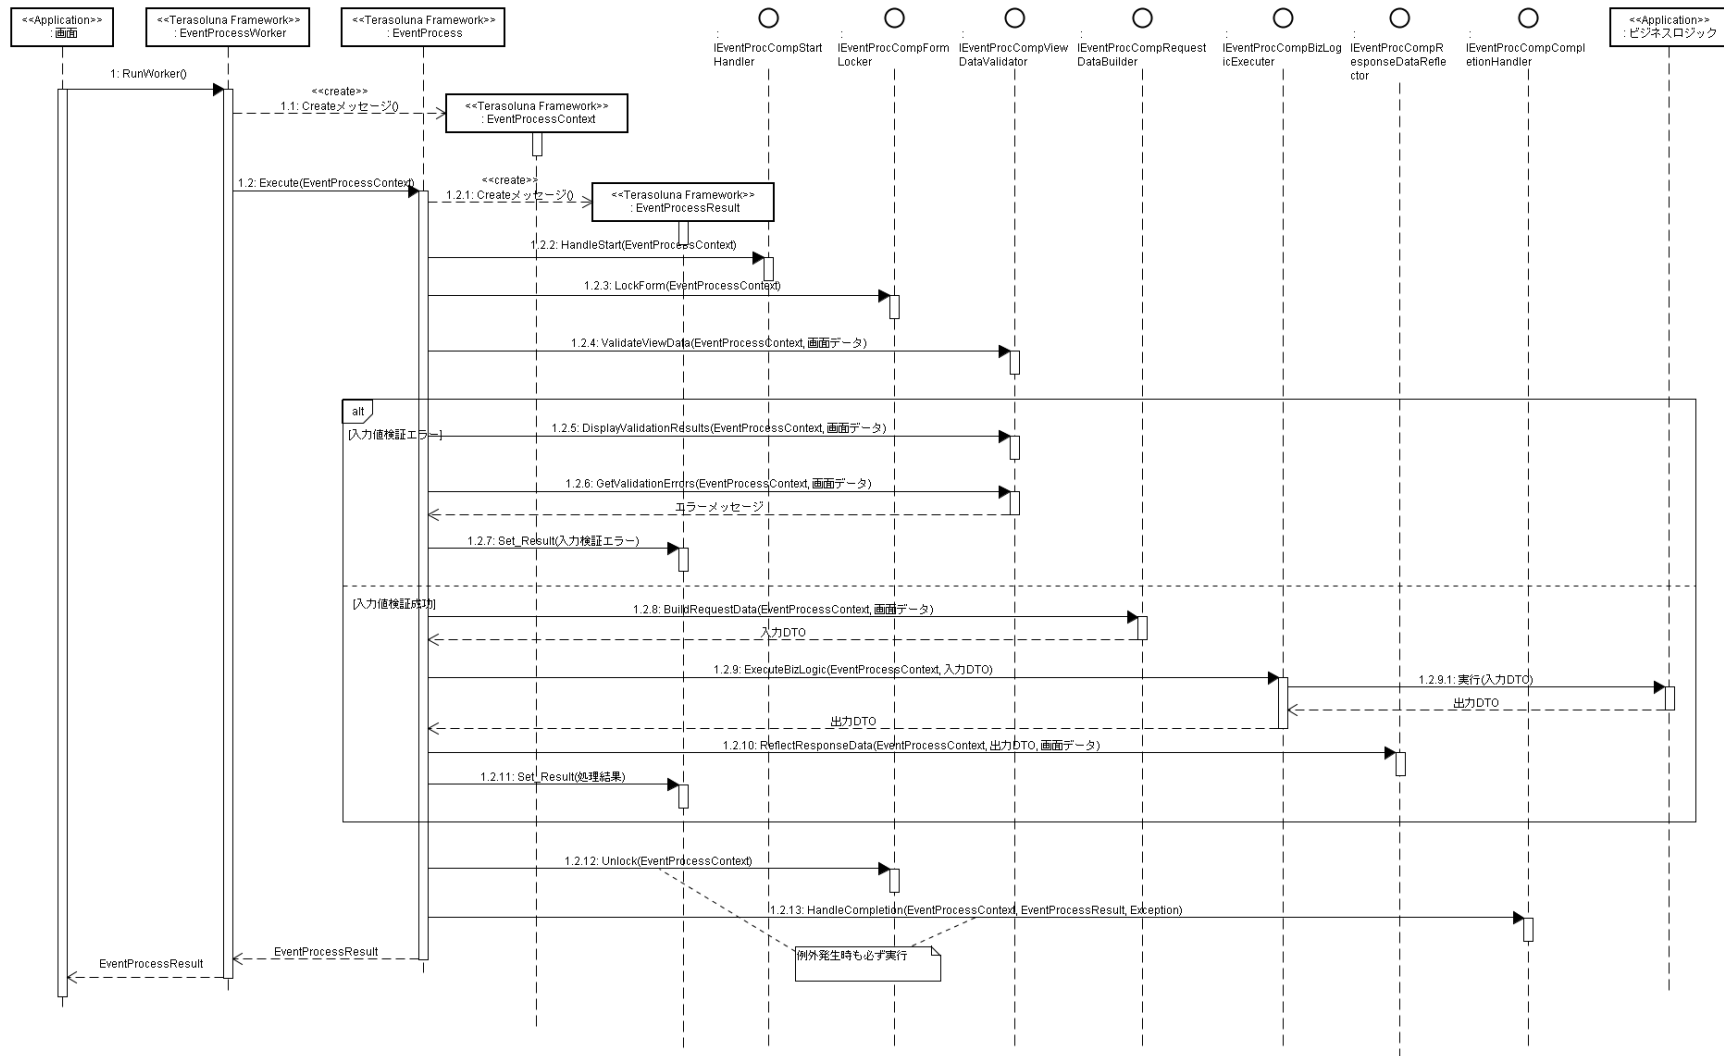 <<Application>>
: 画面
<<Terasoluna Framework>>
: EventProcessWorker
<<Terasoluna Framework>>
: EventProcess
:
IEventProcCompStart
Handler
:
IEventProcCompForm
Locker
:
IEventProcCompView
DataValidator
:
IEventProcCompRequest
DataBuilder
:
IEventProcCompBizLog
icExecuter
:
IEventProcCompR
esponseDataRefle
ctor
:
IEventProcCompCompl
etionHandler
<<Application>>
: ビジネスロジック
1: RunWorker()
<<create>>
1.1: Createメッセージ()
<<Terasoluna Framework>>
: EventProcessContext
1.2: Execute(EventProcessContext)
<<create>>
1.2.1: Createメッセージ()
<<Terasoluna Framework>>
: EventProcessResult
1.2.2: HandleStart(EventProcessContext)
1.2.3: LockForm(EventProcessContext)
1.2.4: ValidateViewData(EventProcessContext, 画面データ)
alt
[入力値検証エラー]
1.2.5: DisplayValidationResults(EventProcessContext, 画面データ)
1.2.6: GetValidationErrors(EventProcessContext, 画面データ)
エラーメッセージ
1.2.7: Set_Result(入力検証エラー)
[入力値検証成功]
1.2.8: BuildRequestData(EventProcessContext, 画面データ)
入力DTO
1.2.9: ExecuteBizLogic(EventProcessContext, 入力DTO)
1.2.9.1: 実行(入力DTO)
出力DTO
出力DTO
1.2.10: ReflectResponseData(EventProcessContext, 出力DTO, 画面データ)
1.2.11: Set_Result(処理結果)
1.2.12: Unlock(EventProcessContext)
1.2.13: HandleCompletion(EventProcessContext, EventProcessResult, Exception)
例外発生時も必ず実行
EventProcessResult
EventProcessResult